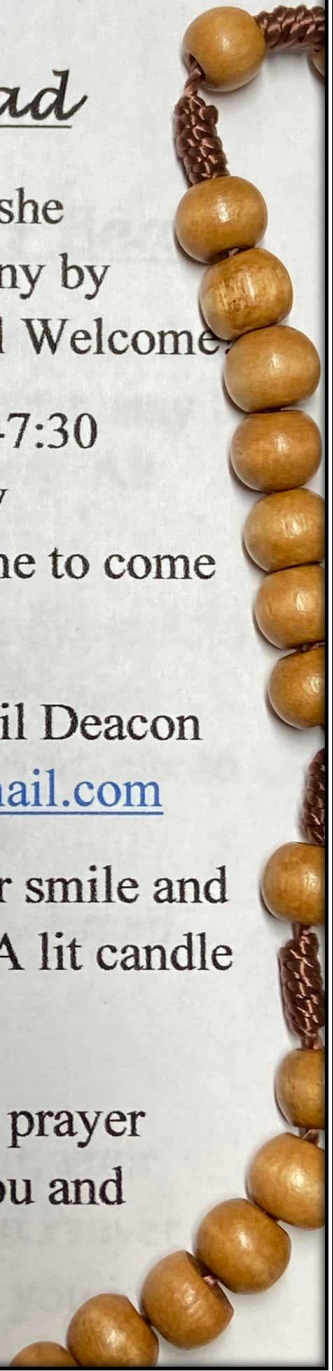 ad
she
ny by
l Welcome.
-7:30
y
ne to come
il Deacon
nail.com
r smile and
A lit candle
prayer
ou and